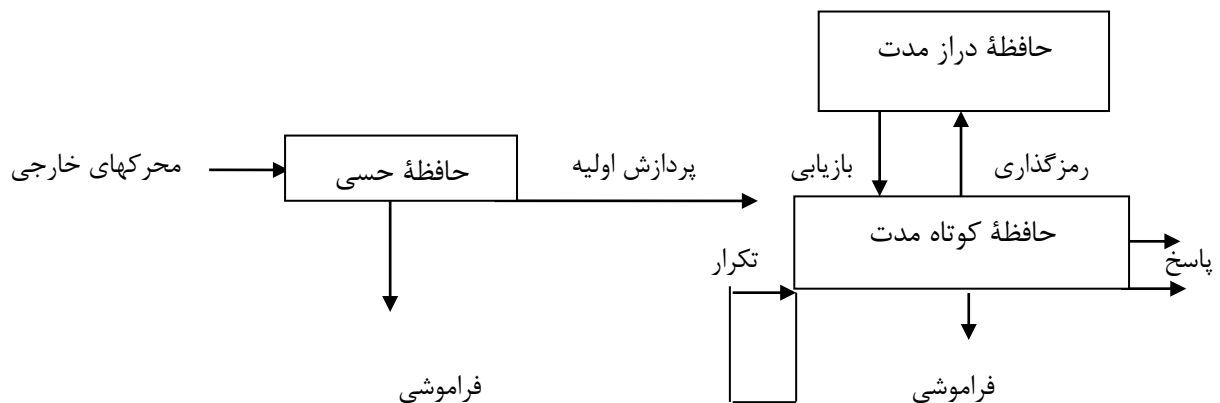 حافظهٔ دراز مدت
محرکهای خارجی
حافظهٔ حسی
پردازش اولیه
بازیابی
رمزگذاری
حافظهٔ کوتاه مدت
تکرار
پاسخ
فراموشی
فراموشی